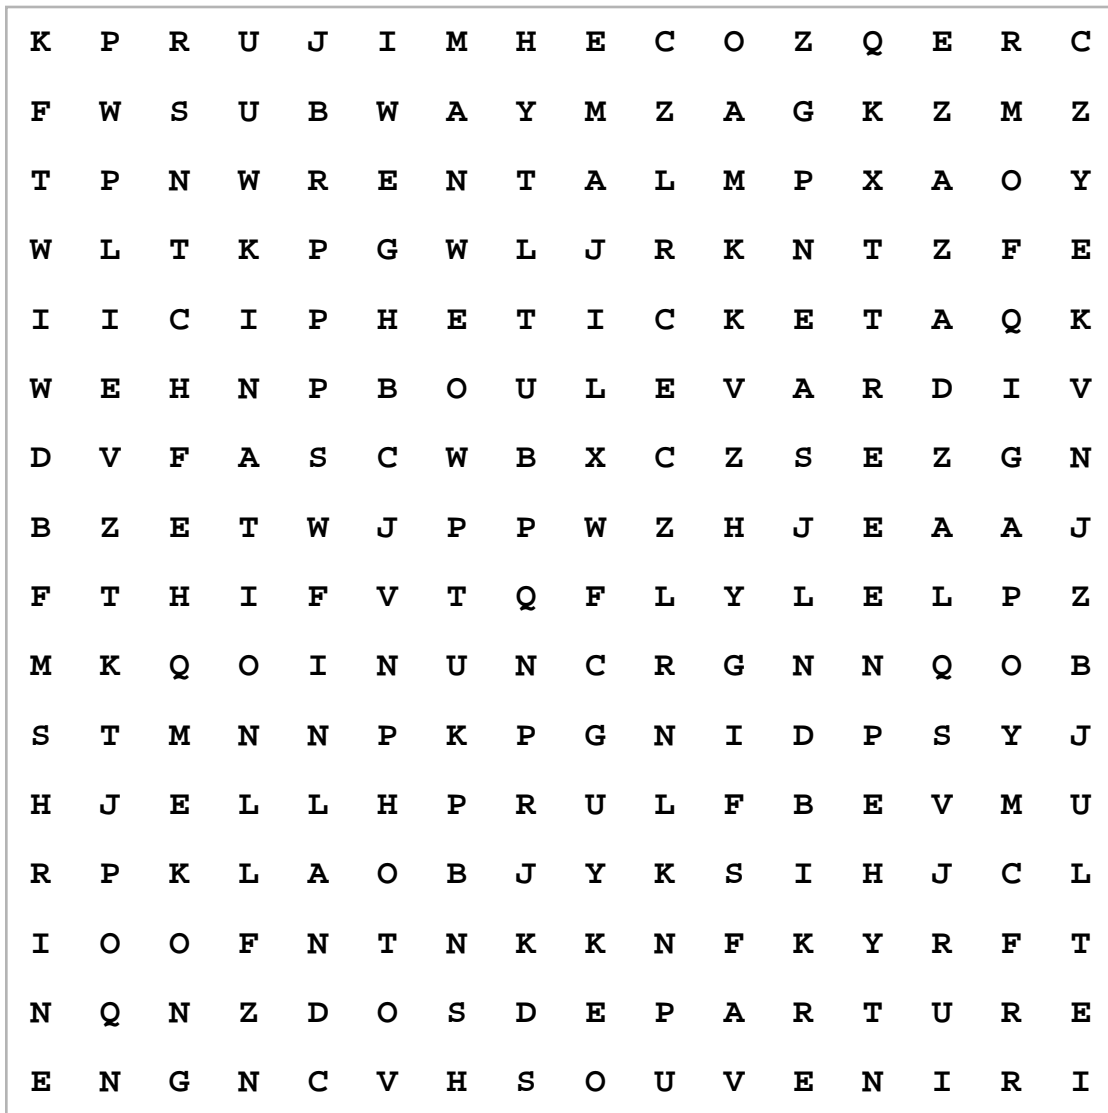 K P R U J I M H E C O Z Q E R C
F W S U B W A Y M Z A G K Z M Z
T P N W R E N T A L M P X A O Y
W L T K P G W L J R K N T Z F E
I I C I P H E T I C K E T A Q K
W E H N P B O U L E V A R D I V
D V F A S C W B X C Z S E Z G N
B Z E T W J P P W Z H J E A A J
F T H I F V T Q F L Y L E L P Z
M K Q O I N U N C R G N N Q O B
S T M N N P K P G N I D P S Y J
H J E L L H P R U L F B E V M U
R P K L A O B J Y K S I H J C L
I O O F N T N K K N F K Y R F T
N Q N Z D O S D E P A R T U R E
E N G N C V H S O U V E N I R I